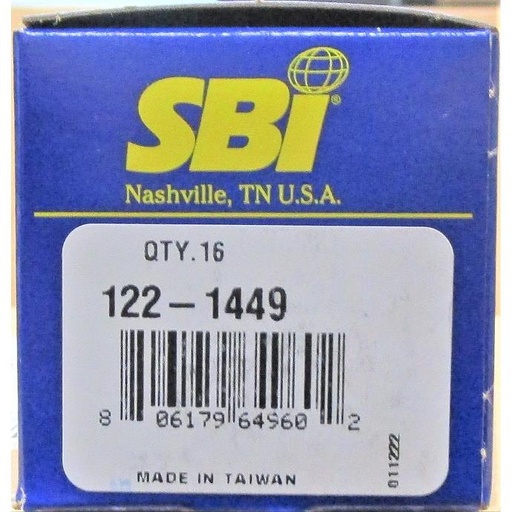 SBI®
Nashville, TN U.S.A.
QTY.16
122-1449
8 06179 64960 2
MADE IN TAIWAN
011222